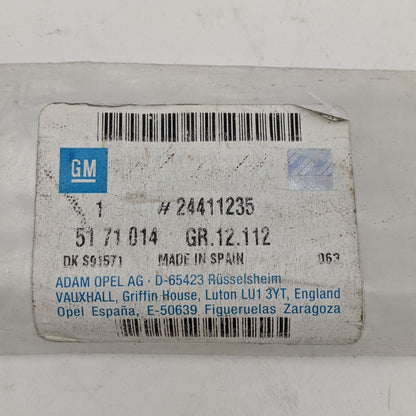 GM
1 # 24411235
51 71 014 GR.12.112
DK S91571 MADE IN SPAIN 063
ADAM OPEL AG · D-65423 Rüsselsheim
VAUXHALL, Griffin House, Luton LU1 3YT, England
Opel España, E-50639 Figueruelas Zaragoza